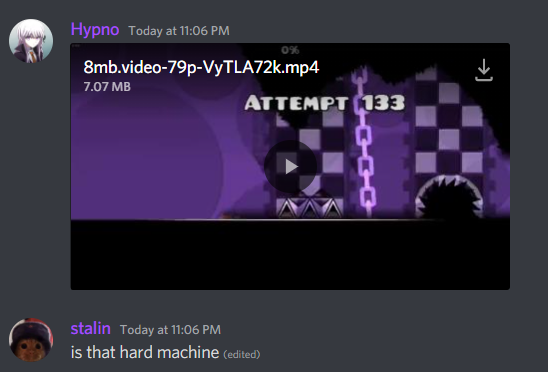 Hypno Today at 11:06 PM
0%
8mb.video-79p-VyTLA72k.mp4
7.07 MB
ATTEMPT 133
stalin Today at 11:06 PM
is that hard machine (edited)